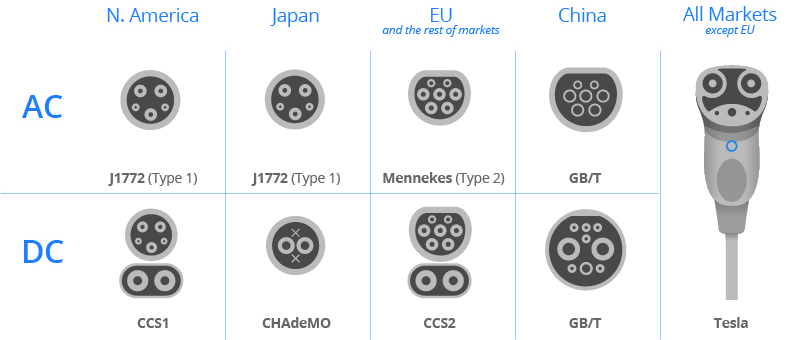 N. America
Japan
EU
and the rest of markets
China
All Markets
except EU
AC
J1772 (Type 1)
J1772 (Type 1)
Mennekes (Type 2)
GB/T
DC
CCS1
CHAdeMO
CCS2
GB/T
Tesla